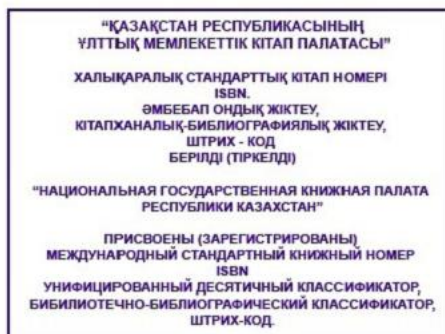 “ҚАЗАҚСТАН РЕСПУБЛИКАСЫНЫҢ
ҰЛТТЫҚ МЕМЛЕКЕТТІК КІТАП ПАЛАТАСЫ”
ХАЛЫҚАРАЛЫҚ СТАНДАРТТЫҚ КІТАП НОМЕРІ
ISBN.
ӘМБЕБАП ОНДЫҚ ЖІКТЕУ,
КІТАПХАНАЛЫҚ-БИБЛИОГРАФИЯЛЫҚ ЖІКТЕУ,
ШТРИХ - КОД
БЕРІЛДІ (ТІРКЕЛДІ)
“НАЦИОНАЛЬНАЯ ГОСУДАРСТВЕННАЯ КНИЖНАЯ ПАЛАТА
РЕСПУБЛИКИ КАЗАХСТАН”
ПРИСВОЕНЫ (ЗАРЕГИСТРИРОВАНЫ)
МЕЖДУНАРОДНЫЙ СТАНДАРТНЫЙ КНИЖНЫЙ НОМЕР
ISBN
УНИФИЦИРОВАННЫЙ ДЕСЯТИЧНЫЙ КЛАССИФИКАТОР,
БИБИЛИОТЕЧНО-БИБЛИОГРАФИЧЕСКИЙ КЛАССИФИКАТОР,
ШТРИХ-КОД.